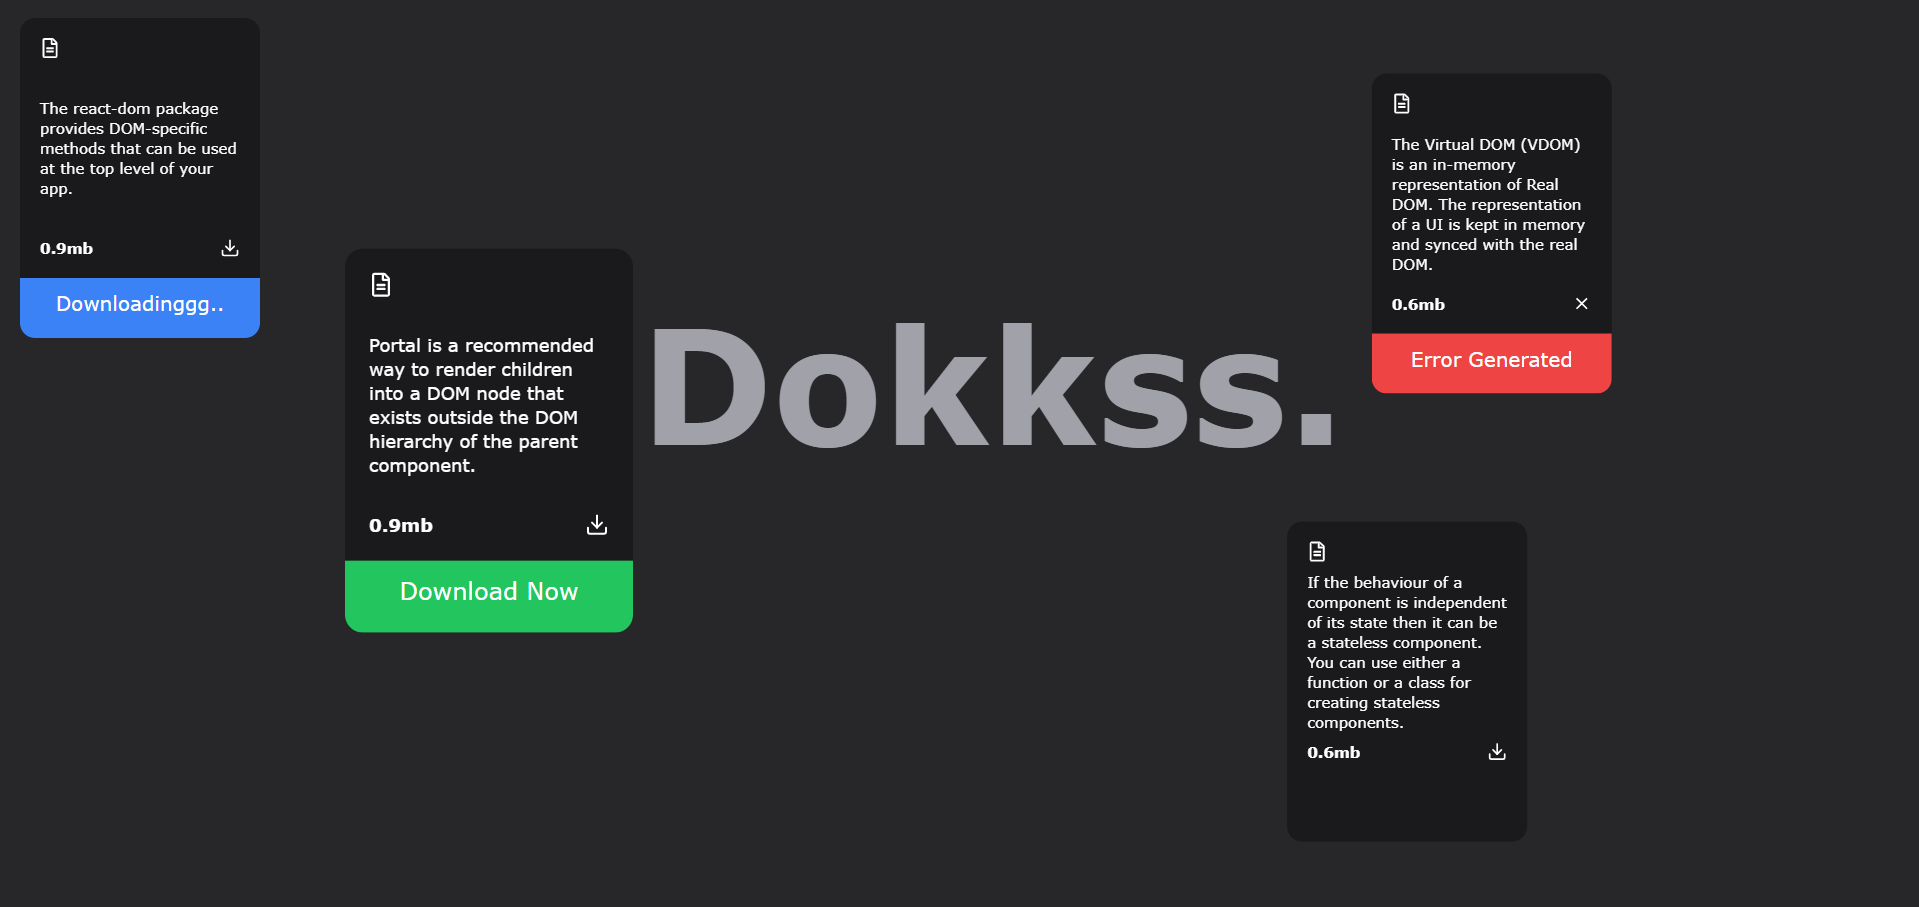 The react-dom package
provides DOM-specific
methods that can be used
at the top level of your
app.
0.9mb
Downloadinggg..
Portal is a recommended
way to render children
into a DOM node that
exists outside the DOM
hierarchy of the parent
component.
0.9mb
Download Now
Dokkss.
The Virtual DOM (VDOM)
is an in-memory
representation of Real
DOM. The representation
of a UI is kept in memory
and synced with the real
DOM.
0.6mb
Error Generated
If the behaviour of a
component is independent
of its state then it can be
a stateless component.
You can use either a
function or a class for
creating stateless
components.
0.6mb